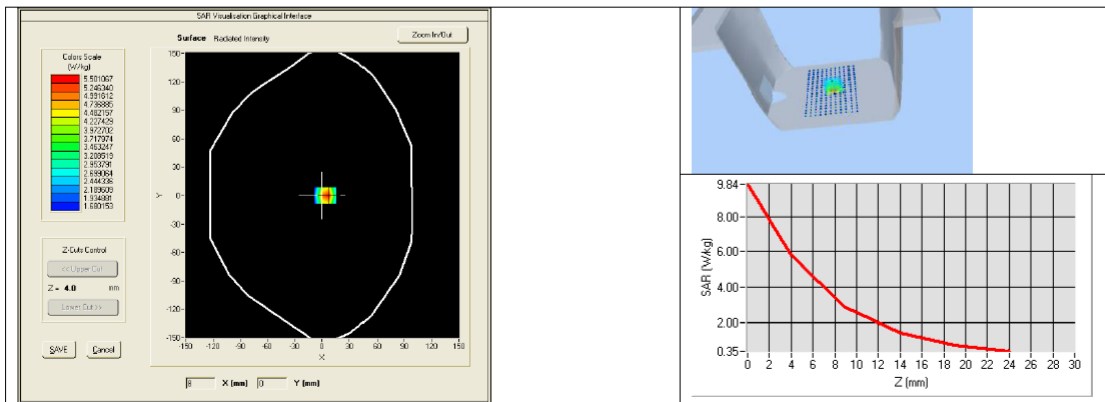 SAR Visualisation Graphical Interface
Surface Radiated Intensity
Zoom In/Out
Colors Scale
(W/kg)
5.501067
5.246340
4.991612
4.736885
4.482157
4.227429
3.972702
3.717974
3.463247
3.208519
2.953791
2.699064
2.444336
2.189609
1.934881
1.680153
Z-Cuts Control
<< Upper Cut
Z = 4.0 mm
Lower Cut >>
SAVE Cancel
150
120
90
60
30
0
-30
-60
-90
-120
-150
Y
-150 -120 -90 -60 -30 0 30 60 90 120 150
X
8 X (mm) 0 Y (mm)
9.84
8.00
6.00
4.00
2.00
0.35
SAR (W/kg)
0 2 4 6 8 10 12 14 16 18 20 22 24 26 28 30
Z (mm)